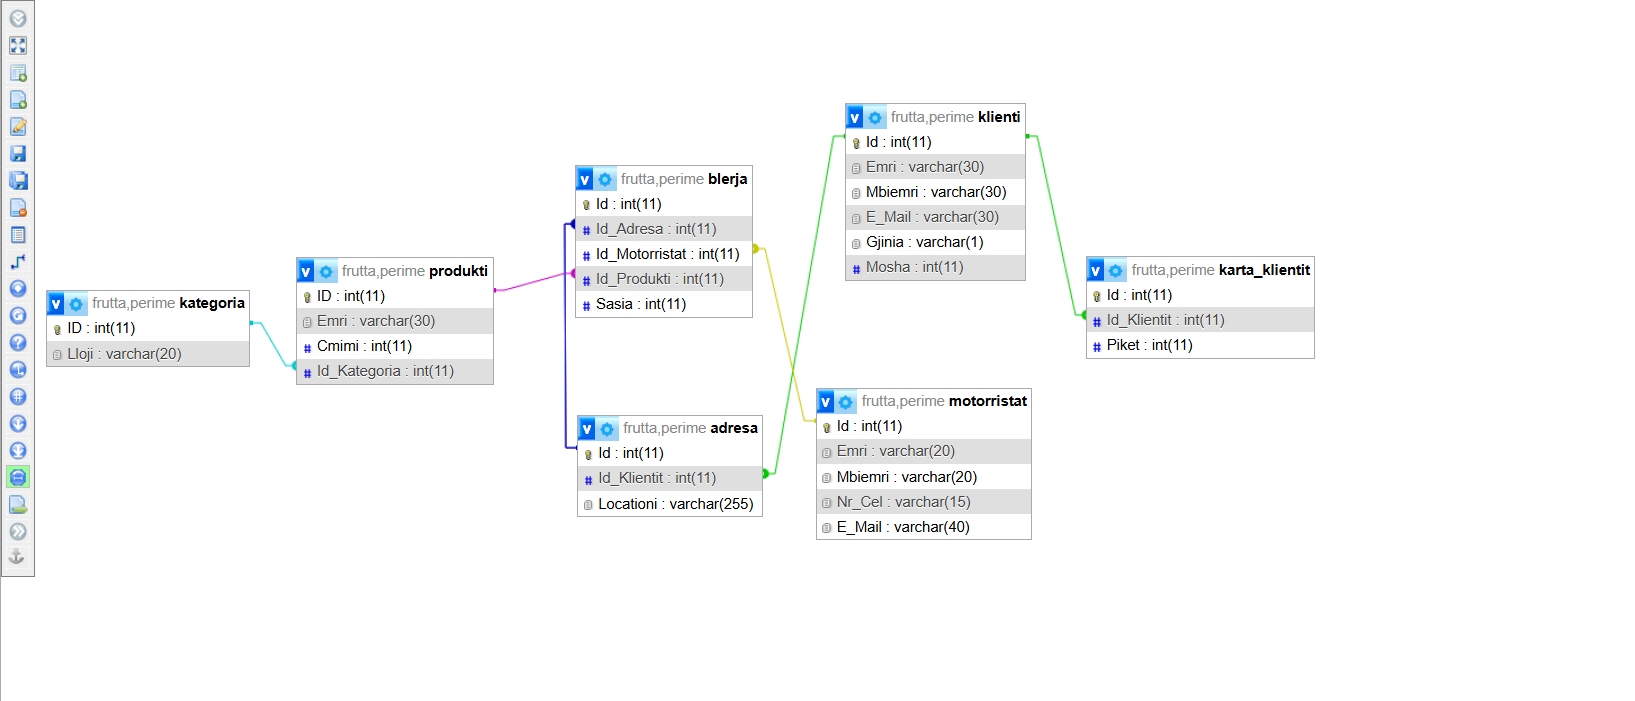 frutta,perime kategoria
ID : int(11)
Lloji : varchar(20)
frutta,perime produkti
ID : int(11)
Emri : varchar(30)
Cmimi : int(11)
Id_Kategoria : int(11)
frutta,perime blerja
Id : int(11)
Id_Adresa : int(11)
Id_Motorristat : int(11)
Id_Produkti : int(11)
Sasia : int(11)
frutta,perime adresa
Id : int(11)
Id_Klientit : int(11)
Locationi : varchar(255)
frutta,perime klienti
Id : int(11)
Emri : varchar(30)
Mbiemri : varchar(30)
E_Mail : varchar(30)
Gjinia : varchar(1)
Mosha : int(11)
frutta,perime motorristat
Id : int(11)
Emri : varchar(20)
Mbiemri : varchar(20)
Nr_Cel : varchar(15)
E_Mail : varchar(40)
frutta,perime karta_klientit
Id : int(11)
Id_Klientit : int(11)
Piket : int(11)